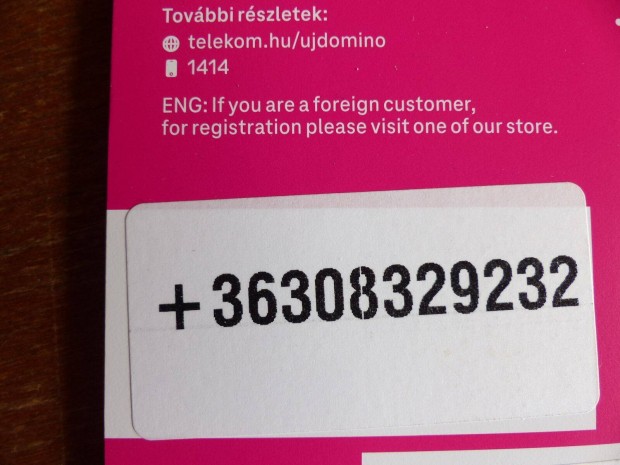 További részletek:
telekom.hu/ujdomino
1414
ENG: If you are a foreign customer,
for registration please visit one of our store.
+36308329232